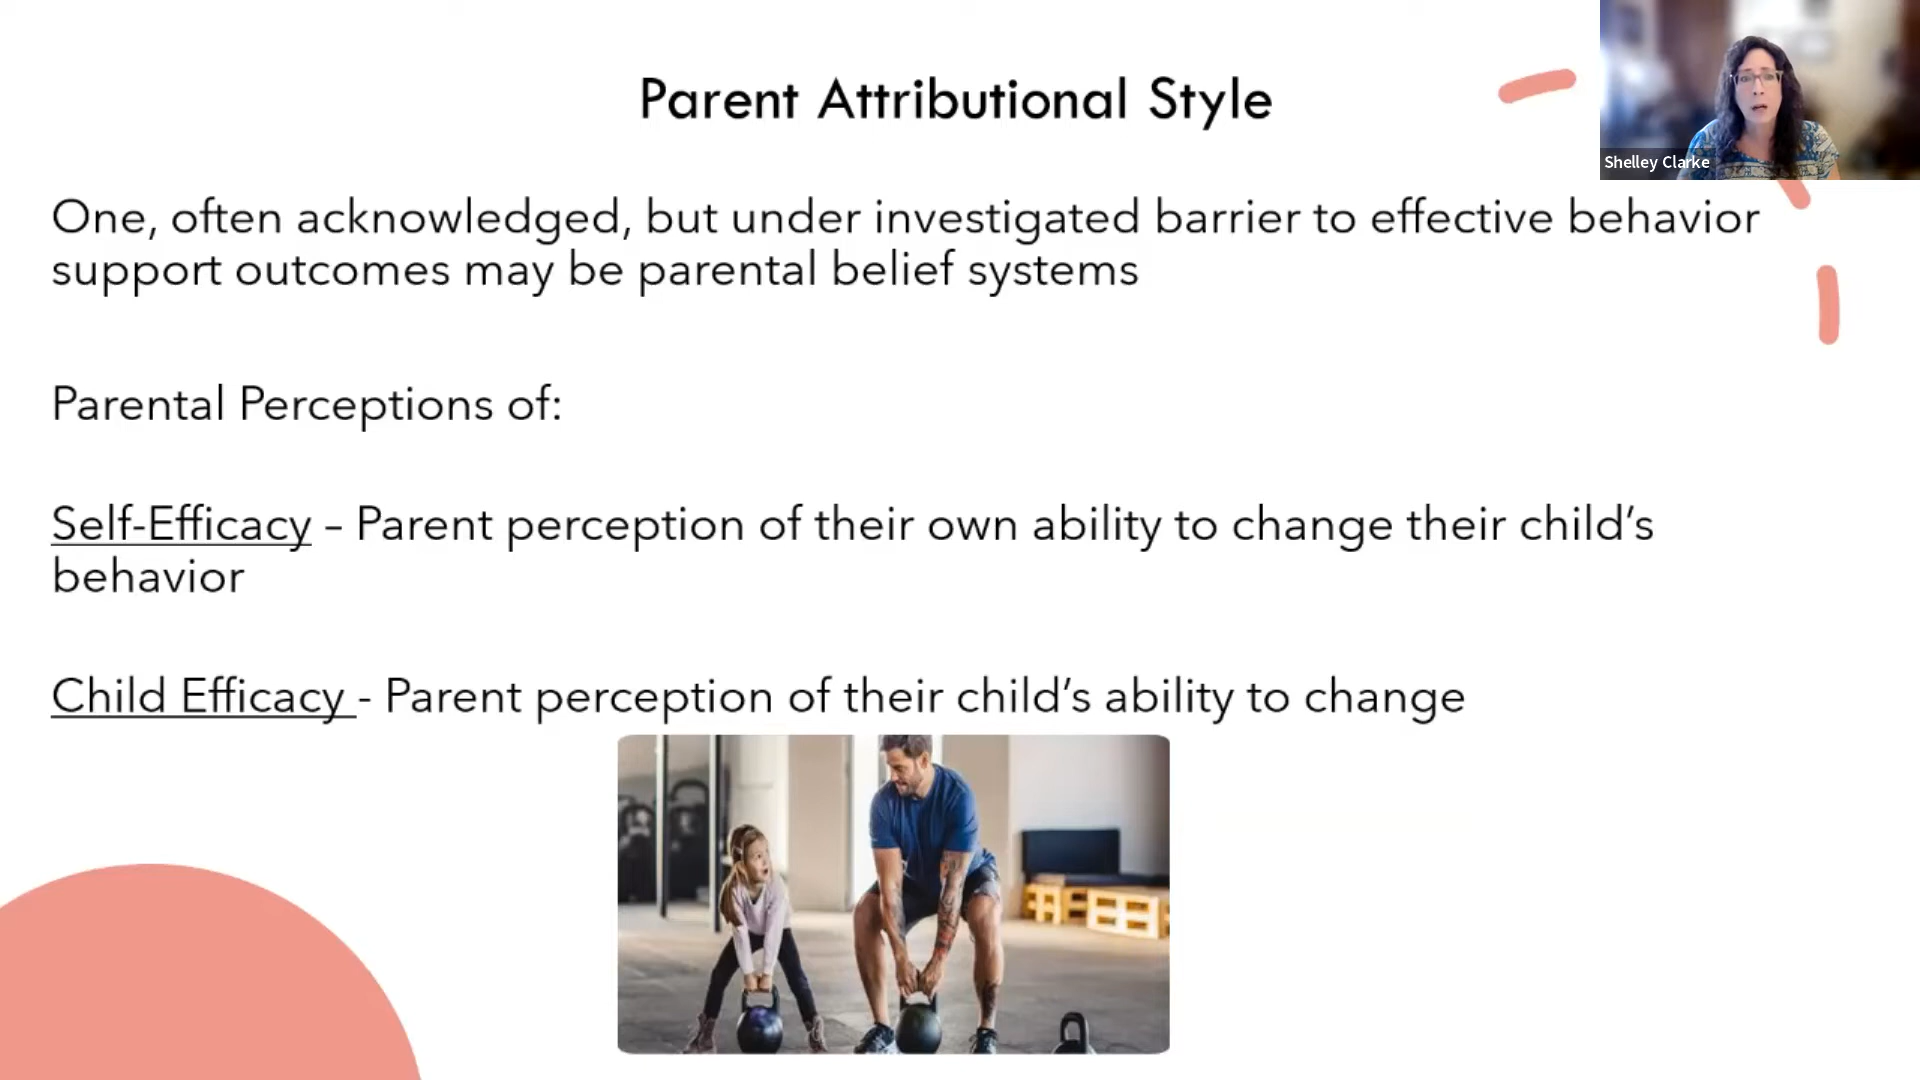 Parent Attributional Style
Shelley Clarke
One, often acknowledged, but under investigated barrier to effective behavior
support outcomes may be parental belief systems
Parental Perceptions of:
Self-Efficacy – Parent perception of their own ability to change their child’s
behavior
Child Efficacy - Parent perception of their child’s ability to change